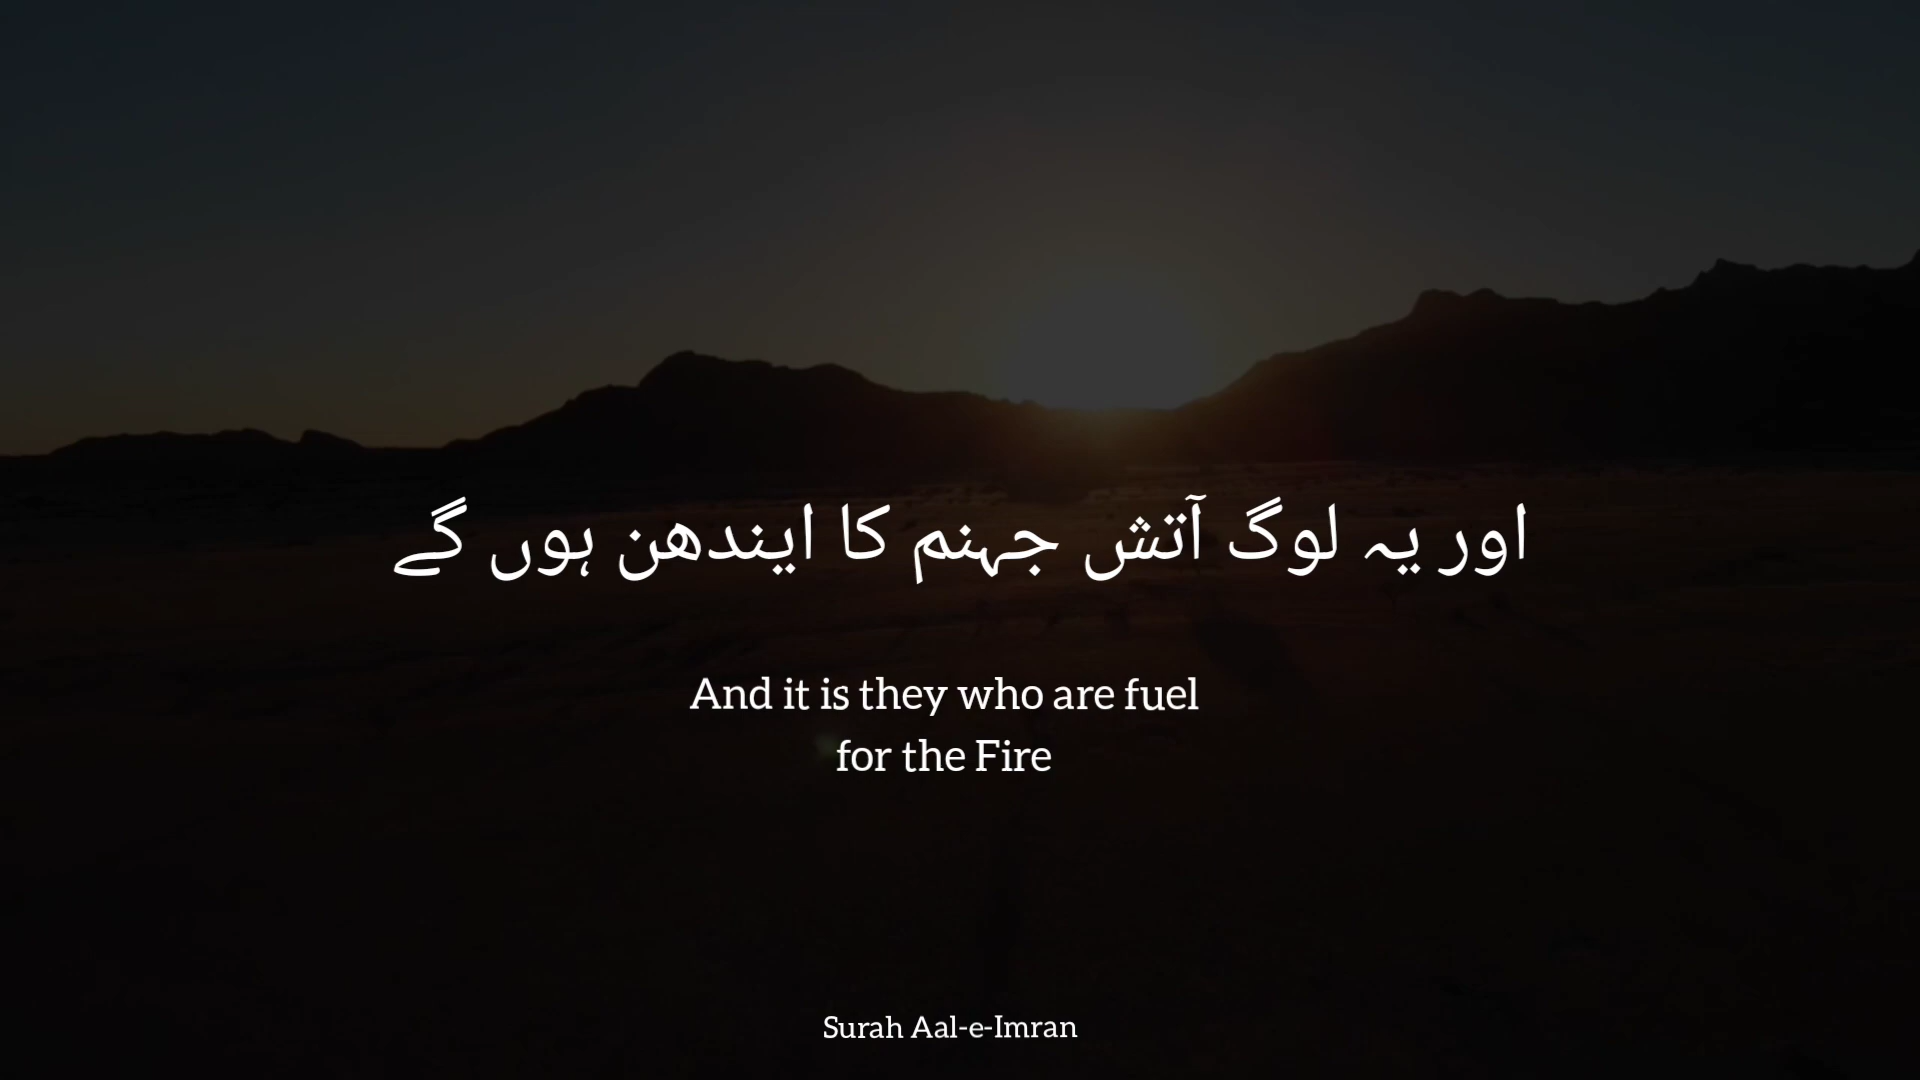 اور یہ لوگ آتش جہنم کا ایندھن ہوں گے
And it is they who are fuel
for the Fire
Surah Aal-e-Imran